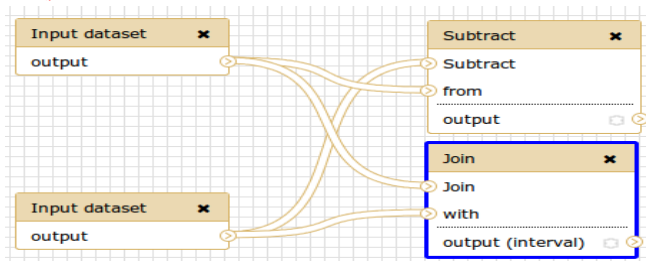 Input dataset ✖
output
Input dataset ✖
output
Subtract ✖
Subtract
from
output
Join ✖
Join
with
output (interval)